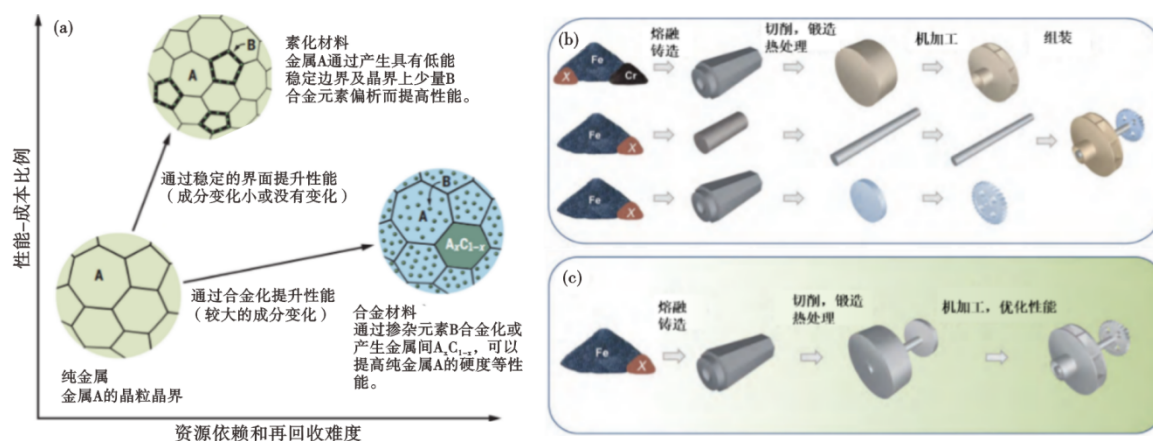 (a)
性能-成本比例
B
A
素化材料
金属A通过产生具有低能
稳定边界及晶界上少量B
合金元素偏析而提高性能。
通过稳定的界面提升性能
（成分变化小或没有变化）
B
A
AxC1-x
A
通过合金化提升性能
（较大的成分变化）
合金材料
通过掺杂元素B合金化或
产生金属间AxC1-x，可以
提高纯金属A的硬度等性
能。
纯金属
金属A的晶粒晶界
资源依赖和再回收难度
(b)
熔融
铸造
切削，锻造
热处理
机加工
组装
Fe
X
Cr
Fe
X
Fe
X
(c)
熔融
铸造
切削，锻造
热处理
机加工，优化性能
Fe
X